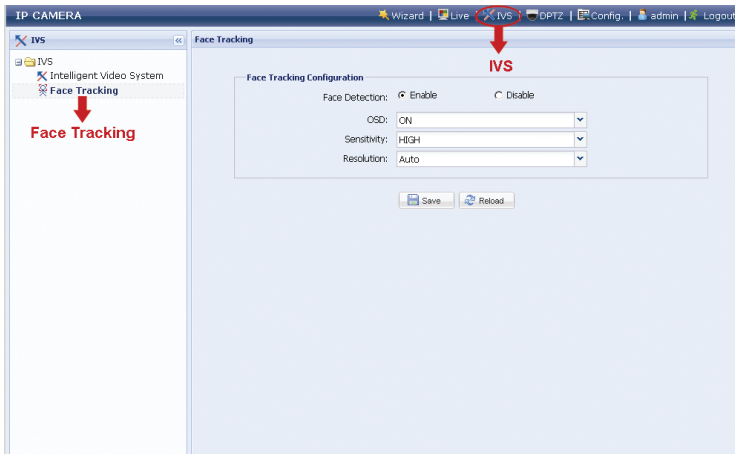 IP CAMERA
Wizard | Live | IVS | DPTZ | Config. | admin | Logout
IVS «
Face Tracking
IVS
Intelligent Video System
Face Tracking
Face Tracking
IVS
Face Tracking Configuration
Face Detection: Enable Disable
OSD: ON
Sensitivity: HIGH
Resolution: Auto
Save Reload